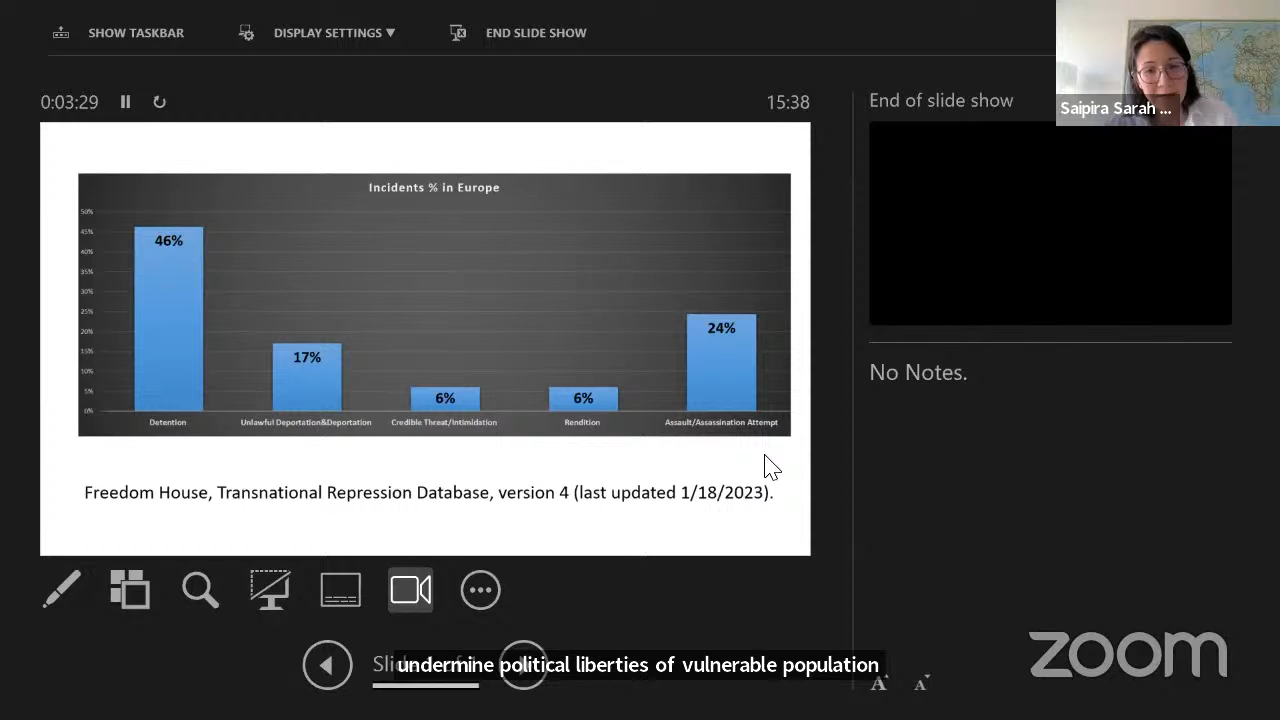 SHOW TASKBAR
DISPLAY SETTINGS ▼
END SLIDE SHOW
Saipira Sarah ...
0:03:29
15:38
End of slide show
Incidents % in Europe
50%
45%
40%
35%
30%
25%
20%
15%
10%
5%
0%
46%
17%
6%
6%
24%
Detention
Unlawful Deportation&Deportation
Credible Threat/Intimidation
Rendition
Assault/Assassination Attempt
Freedom House, Transnational Repression Database, version 4 (last updated 1/18/2023).
No Notes.
undermine political liberties of vulnerable population
A A
zoom